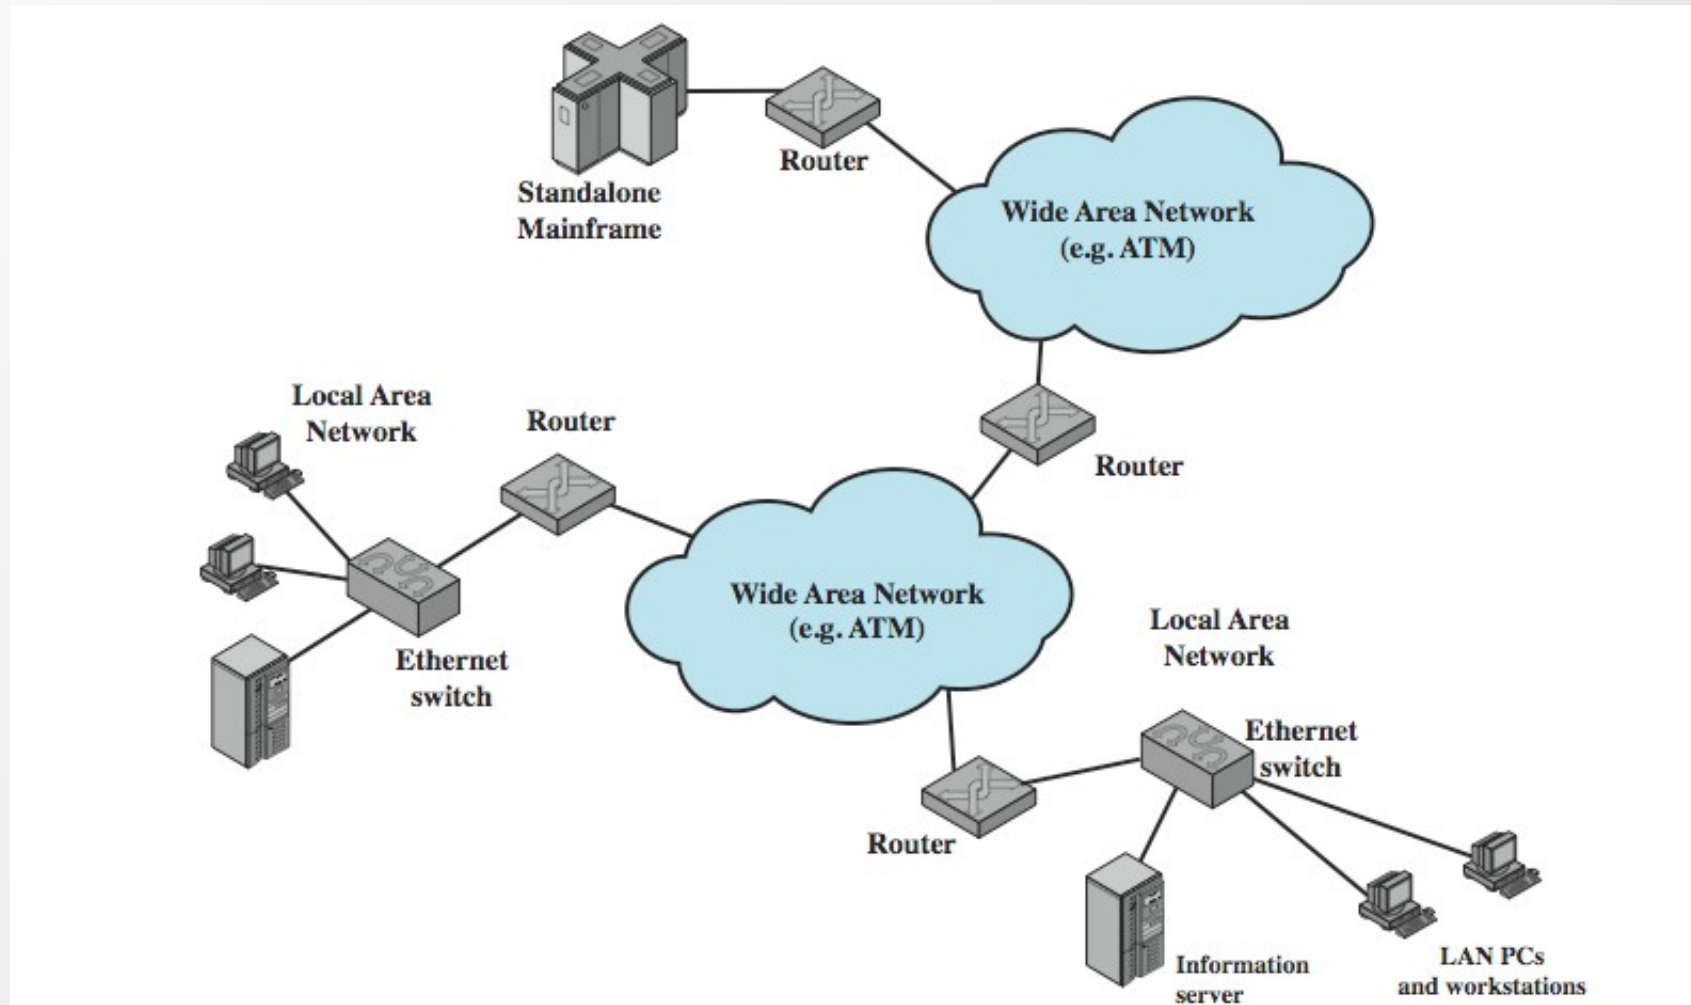 Router
Standalone
Mainframe
Wide Area Network
(e.g. ATM)
Local Area
Network
Router
Router
Wide Area Network
(e.g. ATM)
Local Area
Network
Ethernet
switch
Ethernet
switch
Router
Information
server
LAN PCs
and workstations